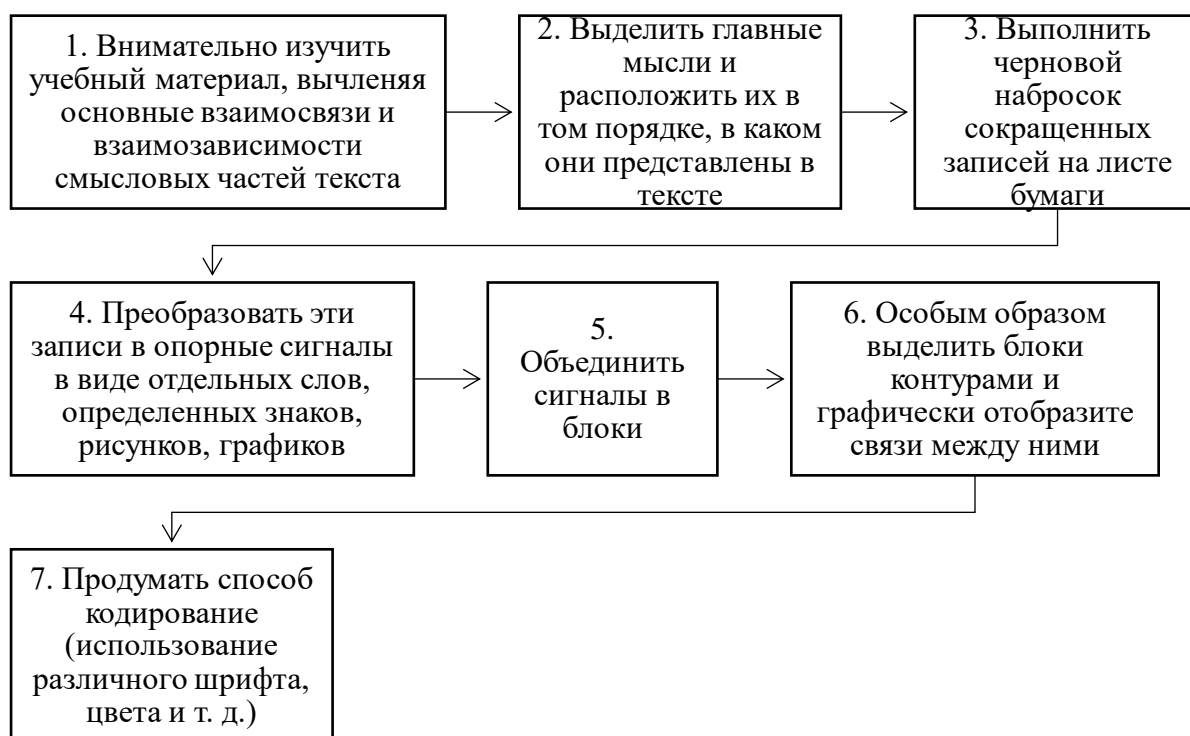 1. Внимательно изучить
учебный материал, вычленяя
основные взаимосвязи и
взаимозависимости
смысловых частей текста
2. Выделить главные
мысли и
расположить их в
том порядке, в каком
они представлены в
тексте
3. Выполнить
черновой
набросок
сокращенных
записей на листе
бумаги
4. Преобразовать эти
записи в опорные сигналы
в виде отдельных слов,
определенных знаков,
рисунков, графиков
5.
Объединить
сигналы в
блоки
6. Особым образом
выделить блоки
контурами и
графически отобразите
связи между ними
7. Продумать способ
кодирование
(использование
различного шрифта,
цвета и т. д.)